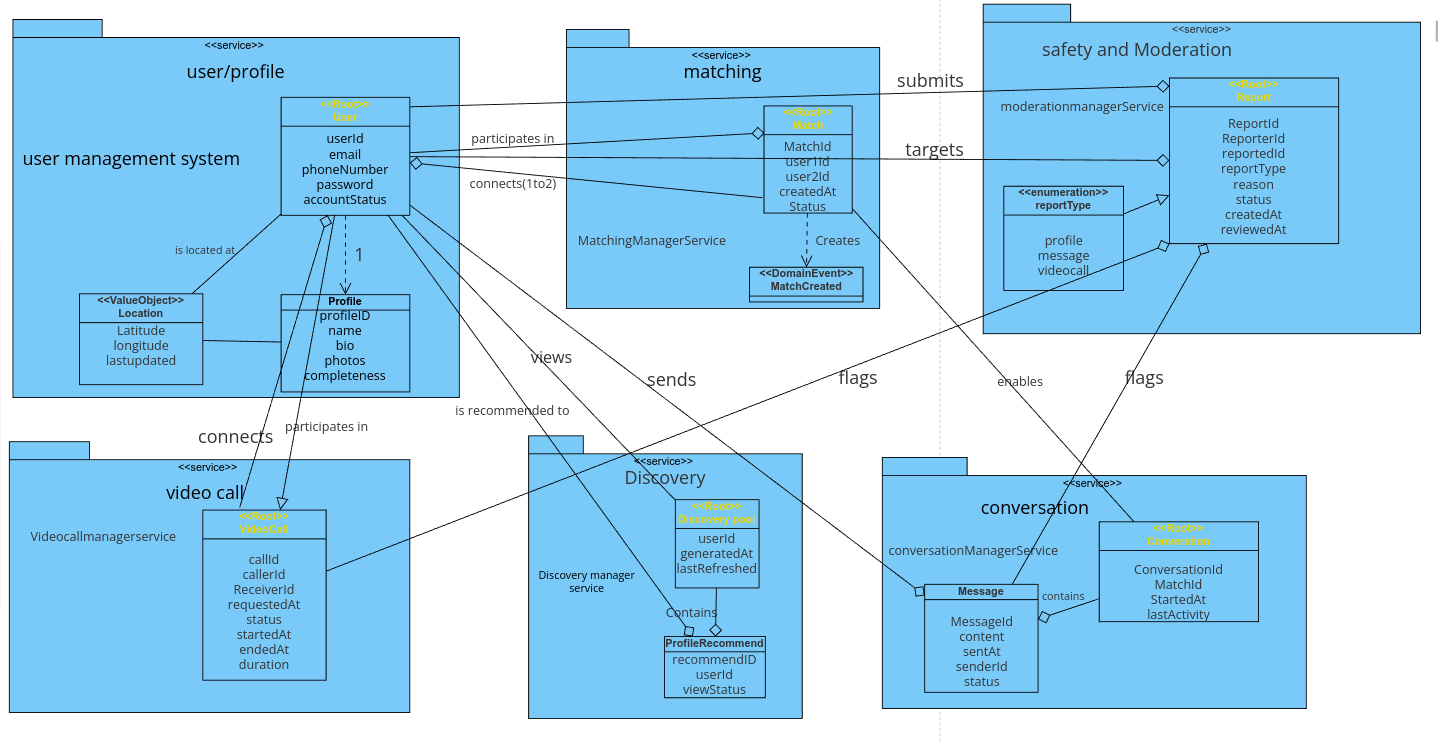 <<service>>
user/profile
user management system
<<Root>>
User
userId
email
phoneNumber
password
accountStatus
is located at
1
<<ValueObject>>
Location
Latitude
longitude
lastupdated
Profile
profileID
name
bio
photos
completeness
<<service>>
matching
<<Root>>
Match
MatchId
user1Id
user2Id
createdAt
Status
MatchingManagerService
Creates
<<DomainEvent>>
MatchCreated
participates in
connects(1to2)
submits
targets
<<service>>
safety and Moderation
moderationmanagerService
<<Root>>
Report
ReportId
ReporterId
reportedId
reportType
reason
status
createdAt
reviewedAt
<<enumeration>>
reportType
profile
message
videocall
views
sends
flags
enables
flags
is recommended to
connects
participates in
<<service>>
video call
Videocallmanagerservice
<<Root>>
VideoCall
callId
callerId
ReceiverId
requestedAt
status
startedAt
endedAt
duration
<<service>>
Discovery
<<Root>>
Discovery pool
userId
generatedAt
lastRefreshed
Discovery manager
service
Contains
ProfileRecommend
recommendID
userId
viewStatus
<<service>>
conversation
conversationManagerService
<<Root>>
Converation
ConversationId
MatchId
StartedAt
lastActivity
contains
Message
MessageId
content
sentAt
senderId
status